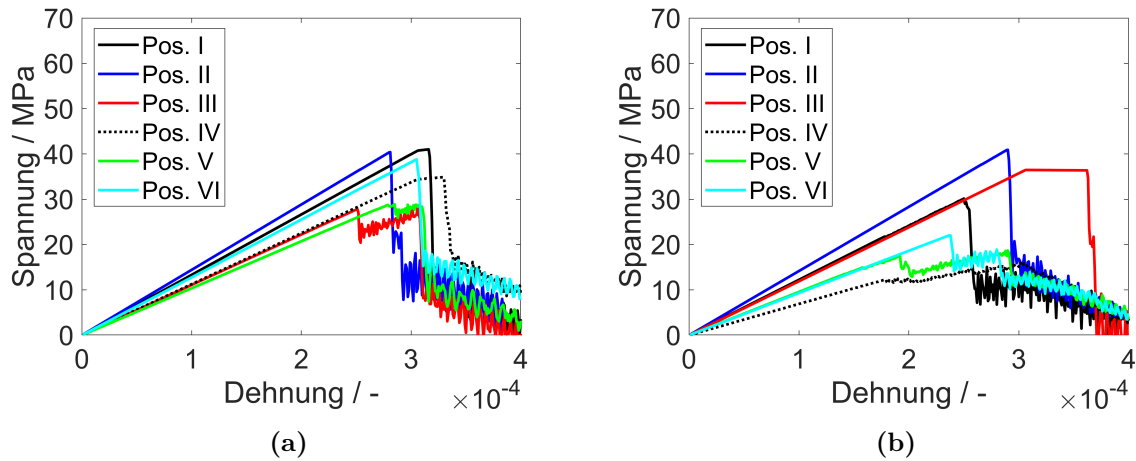 70
60
50
40
30
20
10
0
Spannung / MPa
Pos. I
Pos. II
Pos. III
Pos. IV
Pos. V
Pos. VI
0 1 2 3 4
Dehnung / -
×10⁻⁴
(a)
70
60
50
40
30
20
10
0
Spannung / MPa
Pos. I
Pos. II
Pos. III
Pos. IV
Pos. V
Pos. VI
0 1 2 3 4
Dehnung / -
×10⁻⁴
(b)